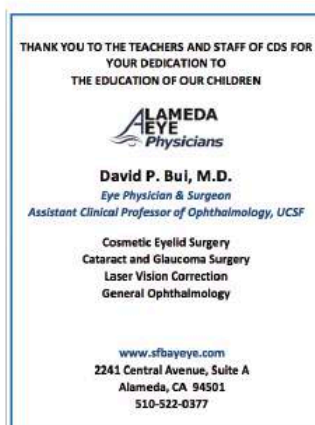 THANK YOU TO THE TEACHERS AND STAFF OF CDS FOR
YOUR DEDICATION TO
THE EDUCATION OF OUR CHILDREN
ALAMEDA
EYE
Physicians
David P. Bui, M.D.
Eye Physician & Surgeon
Assistant Clinical Professor of Ophthalmology, UCSF
Cosmetic Eyelid Surgery
Cataract and Glaucoma Surgery
Laser Vision Correction
General Ophthalmology
www.sfbayeye.com
2241 Central Avenue, Suite A
Alameda, CA 94501
510-522-0377